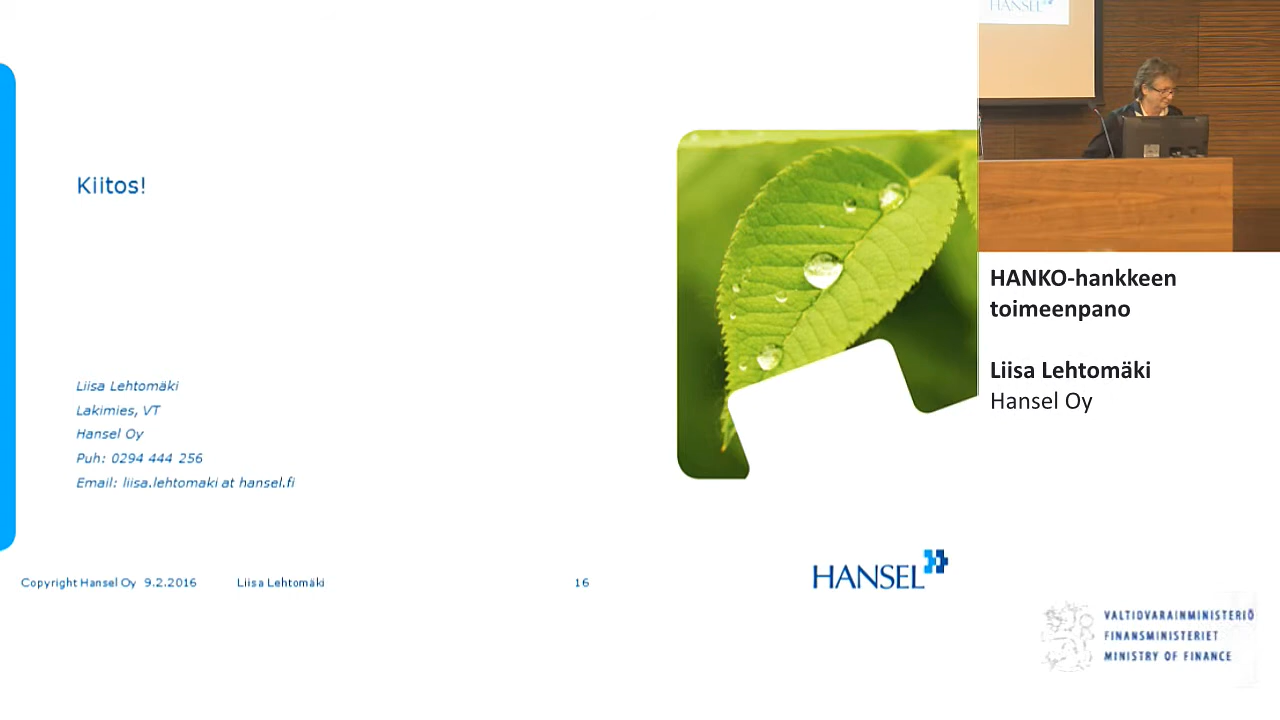 Kiitos!
Liisa Lehtomäki
Lakimies, VT
Hansel Oy
Puh: 0294 444 256
Email: liisa.lehtomaki at hansel.fi
Copyright Hansel Oy 9.2.2016 Liisa Lehtomäki 16
HANSEL
HANSEL
HANKO-hankkeen
toimeenpano
Liisa Lehtomäki
Hansel Oy
VALTIOVARAINMINISTERIÖ
FINANSMINISTERIET
MINISTRY OF FINANCE